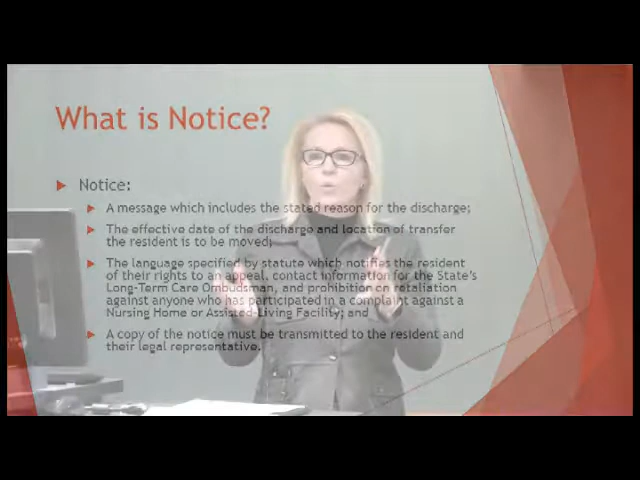 What is Notice?
Notice:
A message which includes the stated reason for the discharge;
The effective date of the discharge and location of transfer
the resident is to be moved;
The language specified by statute which notifies the resident
of their rights to an appeal, contact information for the State's
Long-Term Care Ombudsman, and prohibition on retaliation
against anyone who has participated in a complaint against a
Nursing Home or Assisted Living Facility; and
A copy of the notice must be transmitted to the resident and
their legal representative.